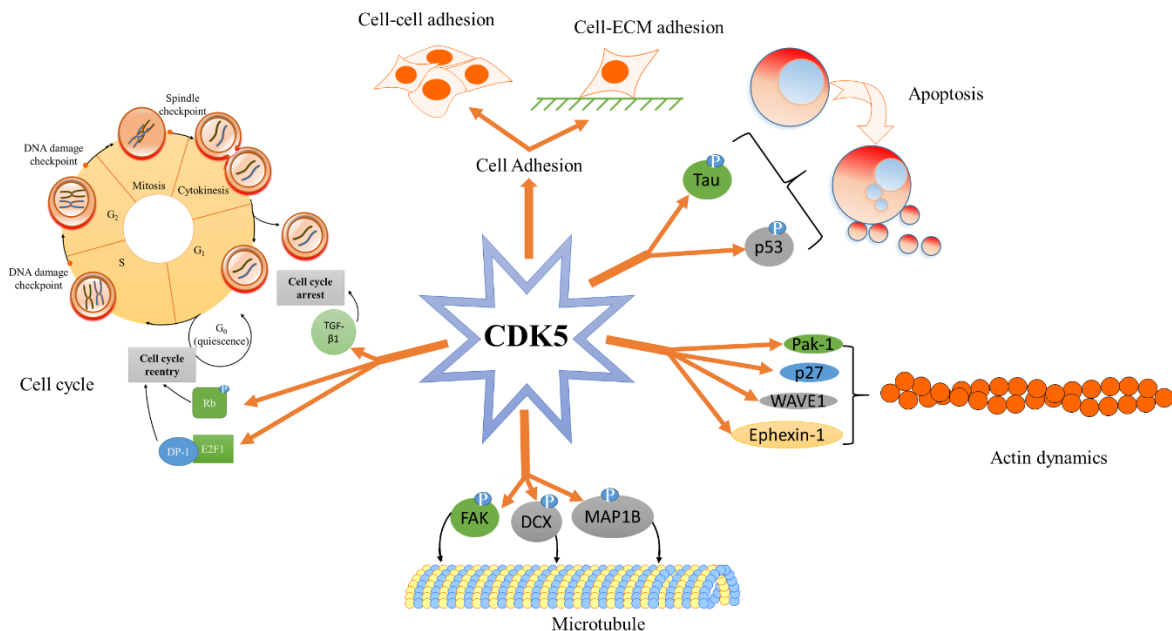 Cell-cell adhesion
Cell-ECM adhesion
Cell Adhesion
Apoptosis
P
Tau
P
p53
Spindle
checkpoint
DNA damage
checkpoint
Mitosis
Cytokinesis
G2
G1
S
DNA damage
checkpoint
G0
(quiescence)
Cell cycle
arrest
TGF-
β1
Cell cycle
reentry
Cell cycle
P
Rb
DP-1
E2F1
CDK5
Pak-1
p27
WAVE1
Ephexin-1
Actin dynamics
P
FAK
P
DCX
P
MAP1B
Microtubule